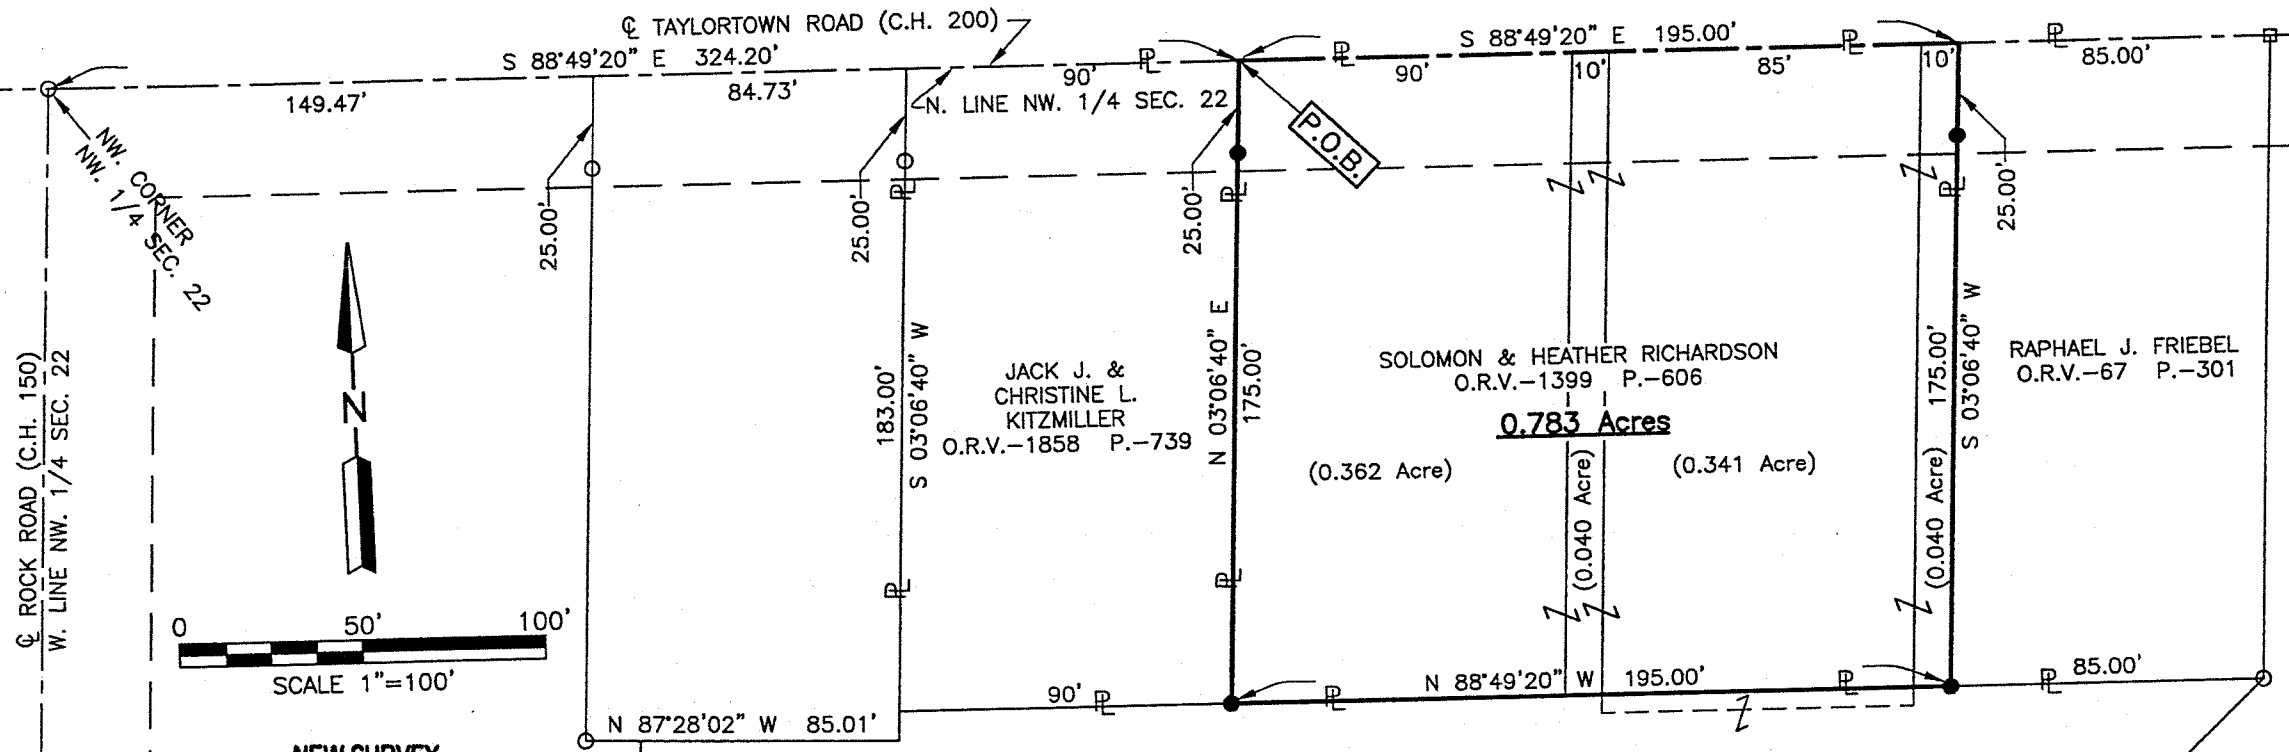 ℄ TAYLORTOWN ROAD (C.H. 200)
S 88°49'20" E 324.20'
S 88°49'20" E 195.00'
149.47'
84.73'
90'
90'
10'
85'
10'
85.00'
N. LINE NW. 1/4 SEC. 22
P.O.B.
NW. CORNER
NW. 1/4 SEC. 22
25.00'
25.00'
25.00'
25.00'
℄ ROCK ROAD (C.H. 150)
W. LINE NW. 1/4 SEC. 22
N
0 50' 100'
SCALE 1"=100'
183.00'
S 03°06'40" W
JACK J. &
CHRISTINE L.
KITZMILLER
O.R.V.-1858 P.-739
N 03°06'40" E
175.00'
SOLOMON & HEATHER RICHARDSON
O.R.V.-1399 P.-606
0.783 Acres
(0.362 Acre)
(0.040 Acre)
(0.341 Acre)
(0.040 Acre)
175.00'
S 03°06'40" W
RAPHAEL J. FRIEBEL
O.R.V.-67 P.-301
90'
N 88°49'20" W 195.00'
85.00'
N 87°28'02" W 85.01'
NEW SURVEY